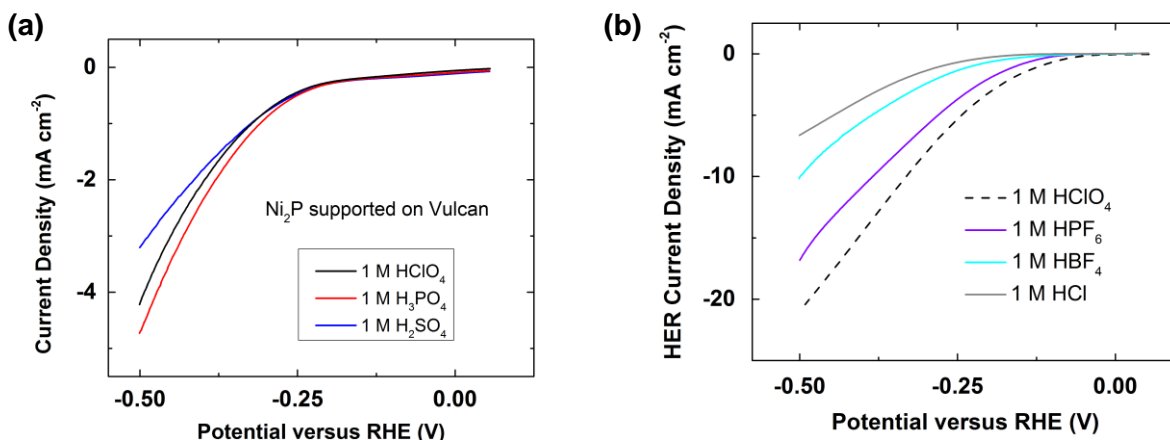 (a)
Current Density (mA cm⁻²)
0
-2
-4
Ni₂P supported on Vulcan
1 M HClO₄
1 M H₃PO₄
1 M H₂SO₄
-0.50
-0.25
0.00
Potential versus RHE (V)
(b)
HER Current Density (mA cm⁻²)
0
-10
-20
1 M HClO₄
1 M HPF₆
1 M HBF₄
1 M HCl
-0.50
-0.25
0.00
Potential versus RHE (V)